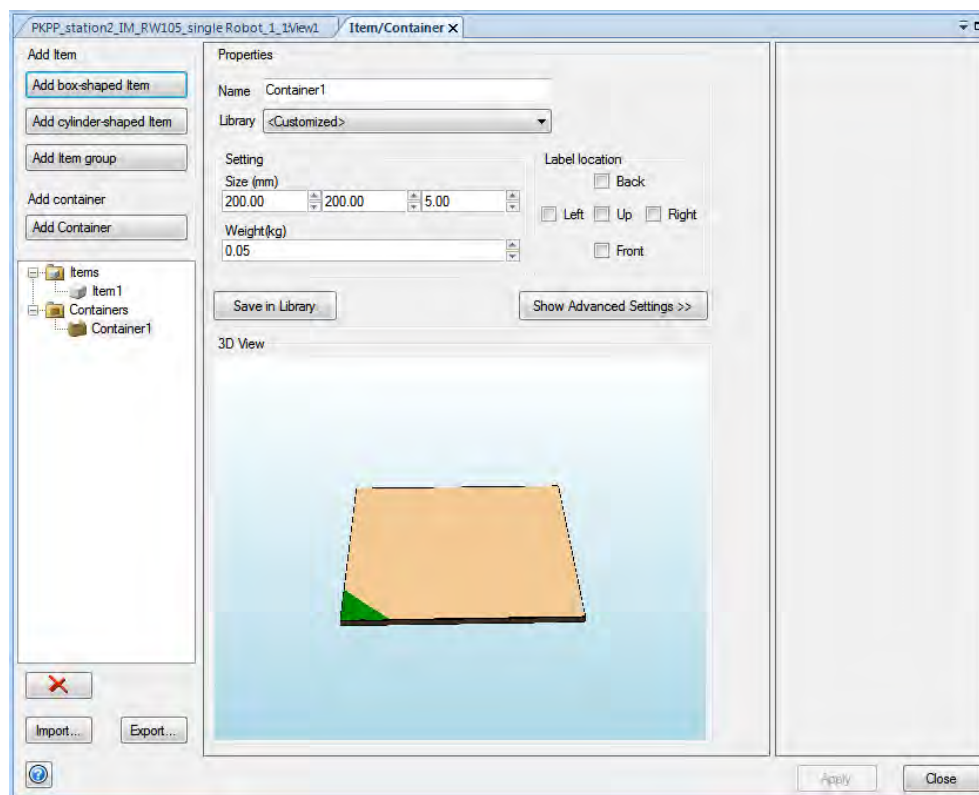 PKPP_station2_IM_RW105_single Robot_1_1View1
Item/Container X
Add Item
Add box-shaped Item
Add cylinder-shaped Item
Add Item group
Add container
Add Container
Items
Item1
Containers
Container1
Import...
Export...
Properties
Name Container1
Library <Customized>
Setting
Size (mm)
200.00 200.00 5.00
Weight(kg)
0.05
Label location
Back
Left Up Right
Front
Save in Library
Show Advanced Settings >>
3D View
Apply
Close